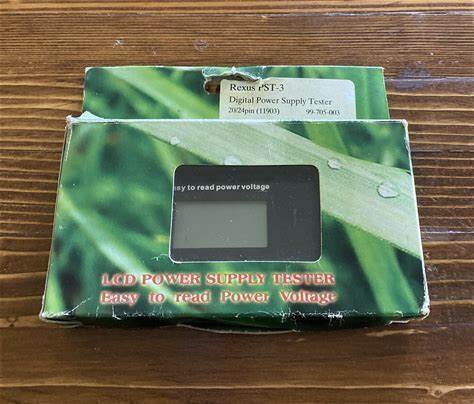 Rexus PST-3
Digital Power Supply Tester
20/24pin (11903) 99-705-003
asy to read power voltage
LCD POWER SUPPLY TESTER
Easy to read Power Voltage